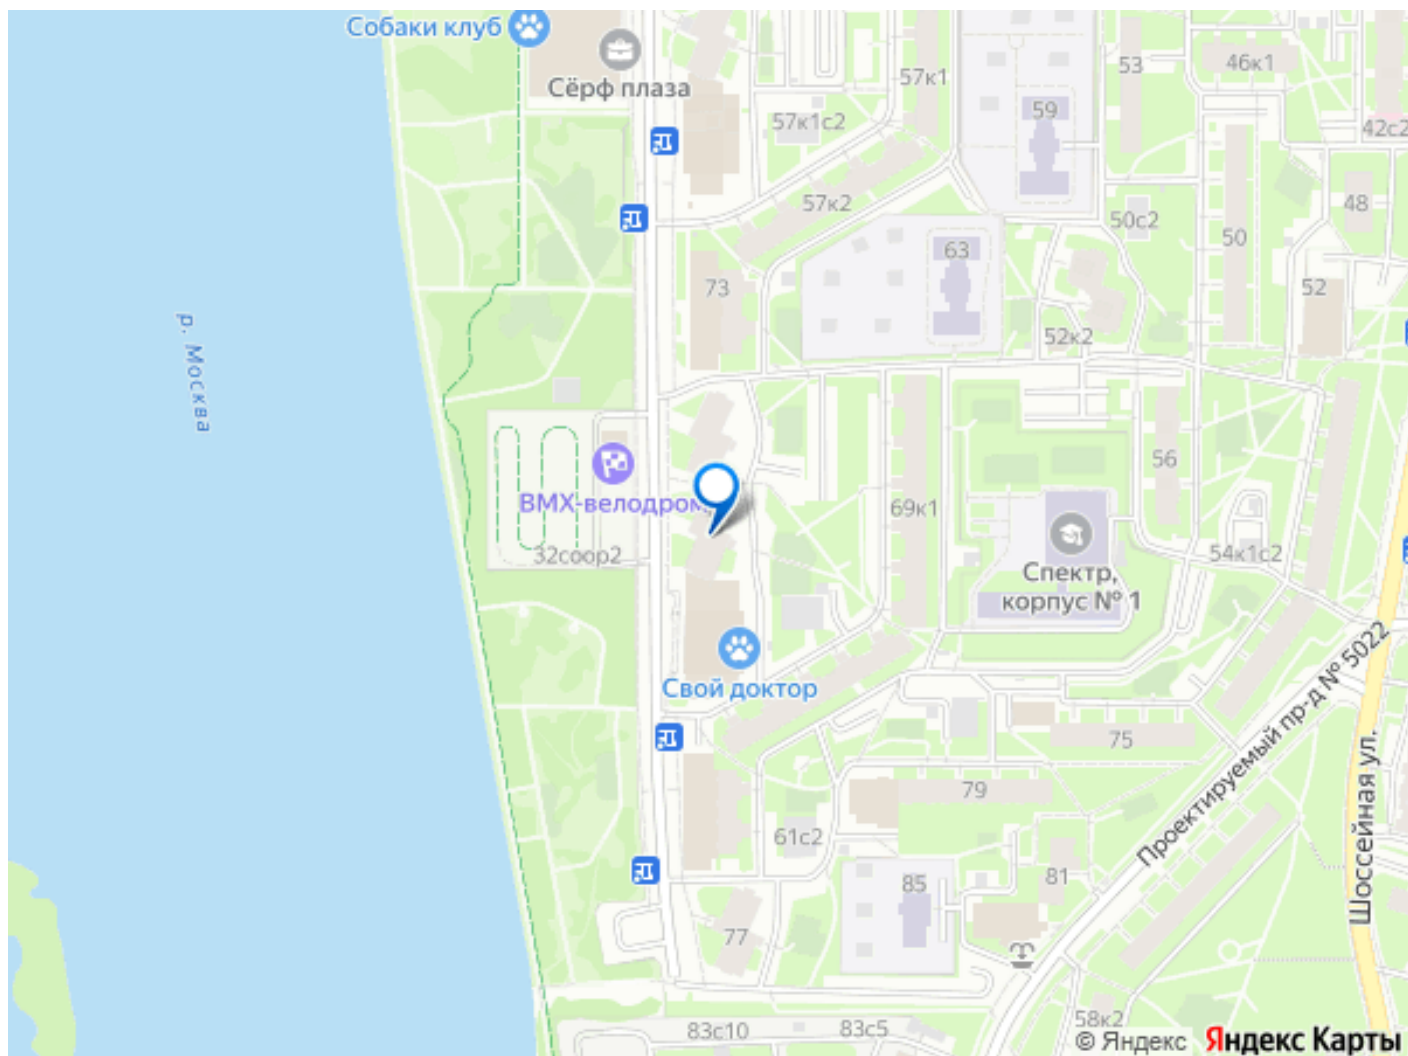 Собаки клуб
Сёрф плаза
57к1
53
46к1
59
57к1с2
42с2
57к2
48
50с2
50
63
73
52
52к2
р. Москва
56
ВМХ-велодром
69к1
32соор2
54к1с2
Спектр,
корпус № 1
Свой доктор
Проектируемый пр-д № 5022
75
Шоссейная ул.
79
61с2
81
85
77
58к2
83с10
83с5
© Яндекс
Яндекс Карты